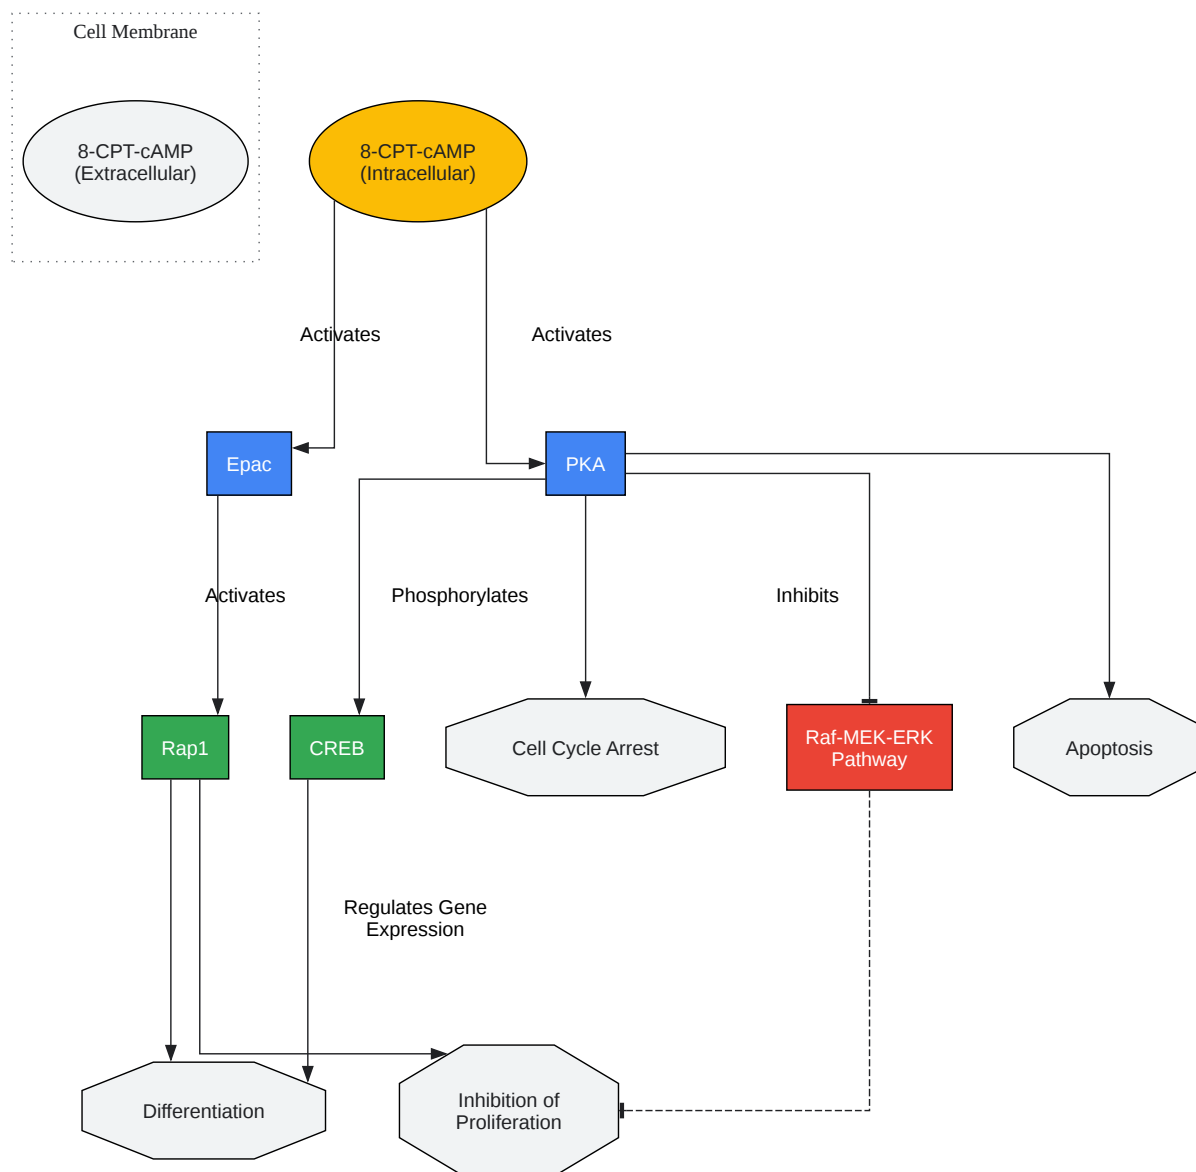 Cell Membrane
8-CPT-cAMP
(Extracellular)
8-CPT-cAMP
(Intracellular)
Activates
Activates
Epac
PKA
Activates
Phosphorylates
Inhibits
Rap1
CREB
Cell Cycle Arrest
Raf-MEK-ERK
Pathway
Apoptosis
Regulates Gene
Expression
Differentiation
Inhibition of
Proliferation